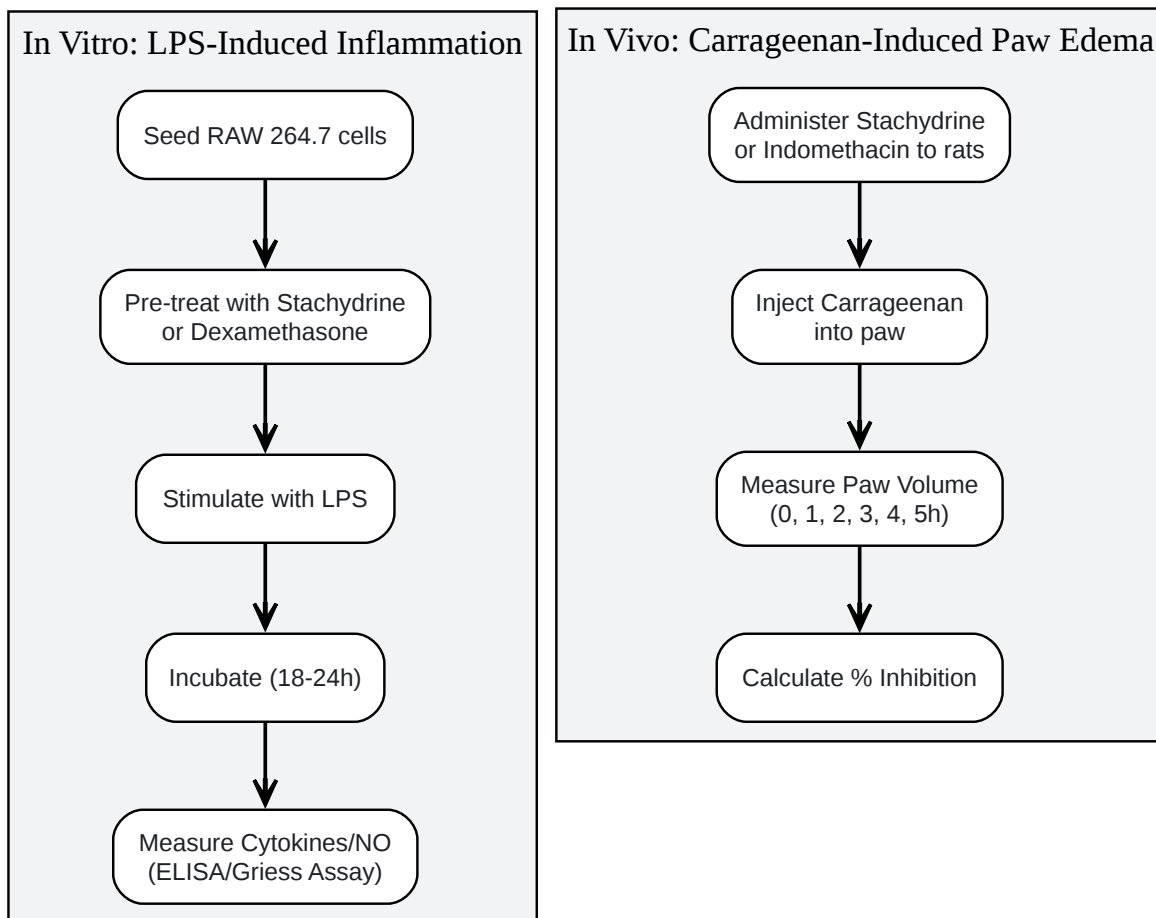 In Vitro: LPS-Induced Inflammation
Seed RAW 264.7 cells
Pre-treat with Stachydrine
or Dexamethasone
Stimulate with LPS
Incubate (18-24h)
Measure Cytokines/NO
(ELISA/Griess Assay)
In Vivo: Carrageenan-Induced Paw Edema
Administer Stachydrine
or Indomethacin to rats
Inject Carrageenan
into paw
Measure Paw Volume
(0, 1, 2, 3, 4, 5h)
Calculate % Inhibition